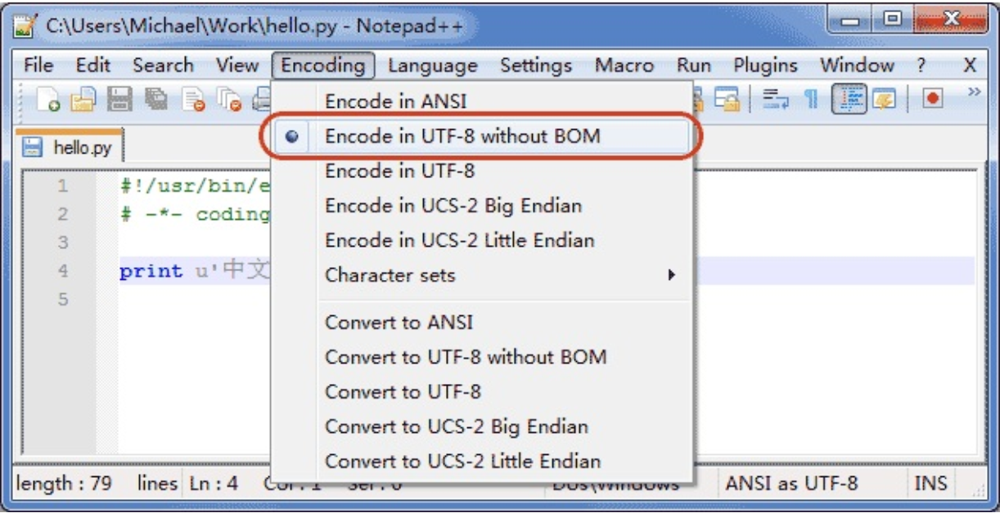 C:\Users\Michael\Work\hello.py - Notepad++
File Edit Search View Encoding Language Settings Macro Run Plugins Window ? X
hello.py
Encode in ANSI
Encode in UTF-8 without BOM
Encode in UTF-8
Encode in UCS-2 Big Endian
Encode in UCS-2 Little Endian
Character sets
Convert to ANSI
Convert to UTF-8 without BOM
Convert to UTF-8
Convert to UCS-2 Big Endian
Convert to UCS-2 Little Endian
1 #!/usr/bin/e
2 # -*- coding
3
4 print u'中文
5
length : 79 lines Ln : 4 Col : 1 Sel : 0 Dos\Windows ANSI as UTF-8 INS